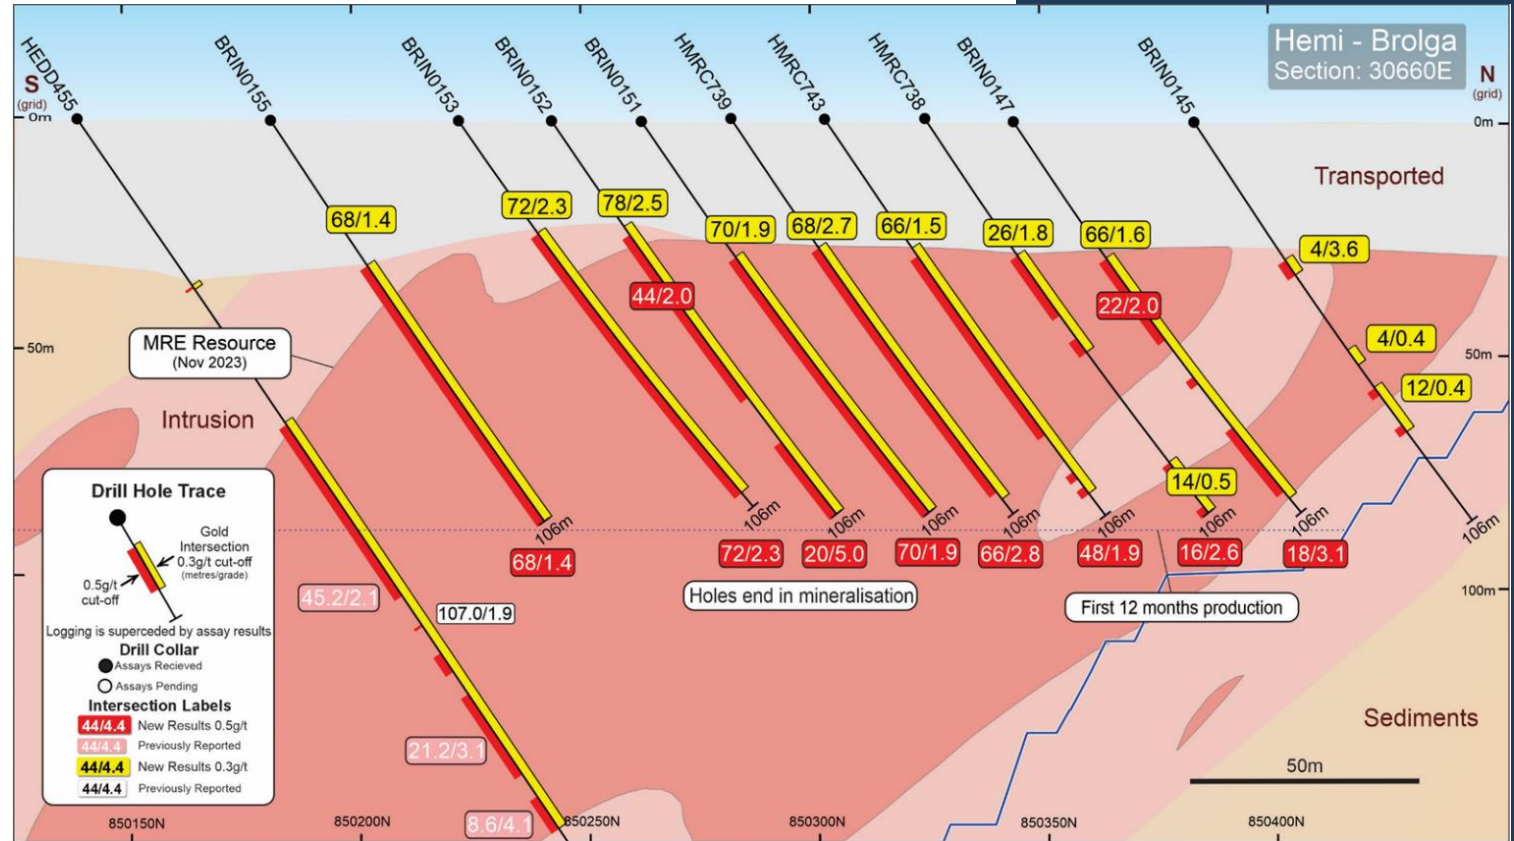 Hemi - Brolga
Section: 30660E
HEDD455
BRIN0155
BRIN0153
BRIN0152
BRIN0151
HMRC739
HMRC743
HMRC738
BRIN0147
BRIN0145
S
(grid)
N
(grid)
0m
0m
Transported
68/1.4
72/2.3
78/2.5
70/1.9
68/2.7
66/1.5
26/1.8
66/1.6
4/3.6
44/2.0
22/2.0
4/0.4
12/0.4
50m
50m
MRE Resource
(Nov 2023)
Intrusion
14/0.5
106m
106m
106m
106m
106m
106m
106m
106m
106m
68/1.4
72/2.3
20/5.0
70/1.9
66/2.8
48/1.9
16/2.6
18/3.1
Holes end in mineralisation
First 12 months production
100m
45.2/2.1
107.0/1.9
21.2/3.1
8.6/4.1
Sediments
50m
Drill Hole Trace
Gold
Intersection
0.3g/t cut-off
(metres/grade)
0.5g/t
cut-off
Logging is superceded by assay results
Drill Collar
Assays Recieved
Assays Pending
Intersection Labels
44/4.4 New Results 0.5g/t
44/4.4 Previously Reported
44/4.4 New Results 0.3g/t
44/4.4 Previously Reported
850150N
850200N
850250N
850300N
850350N
850400N